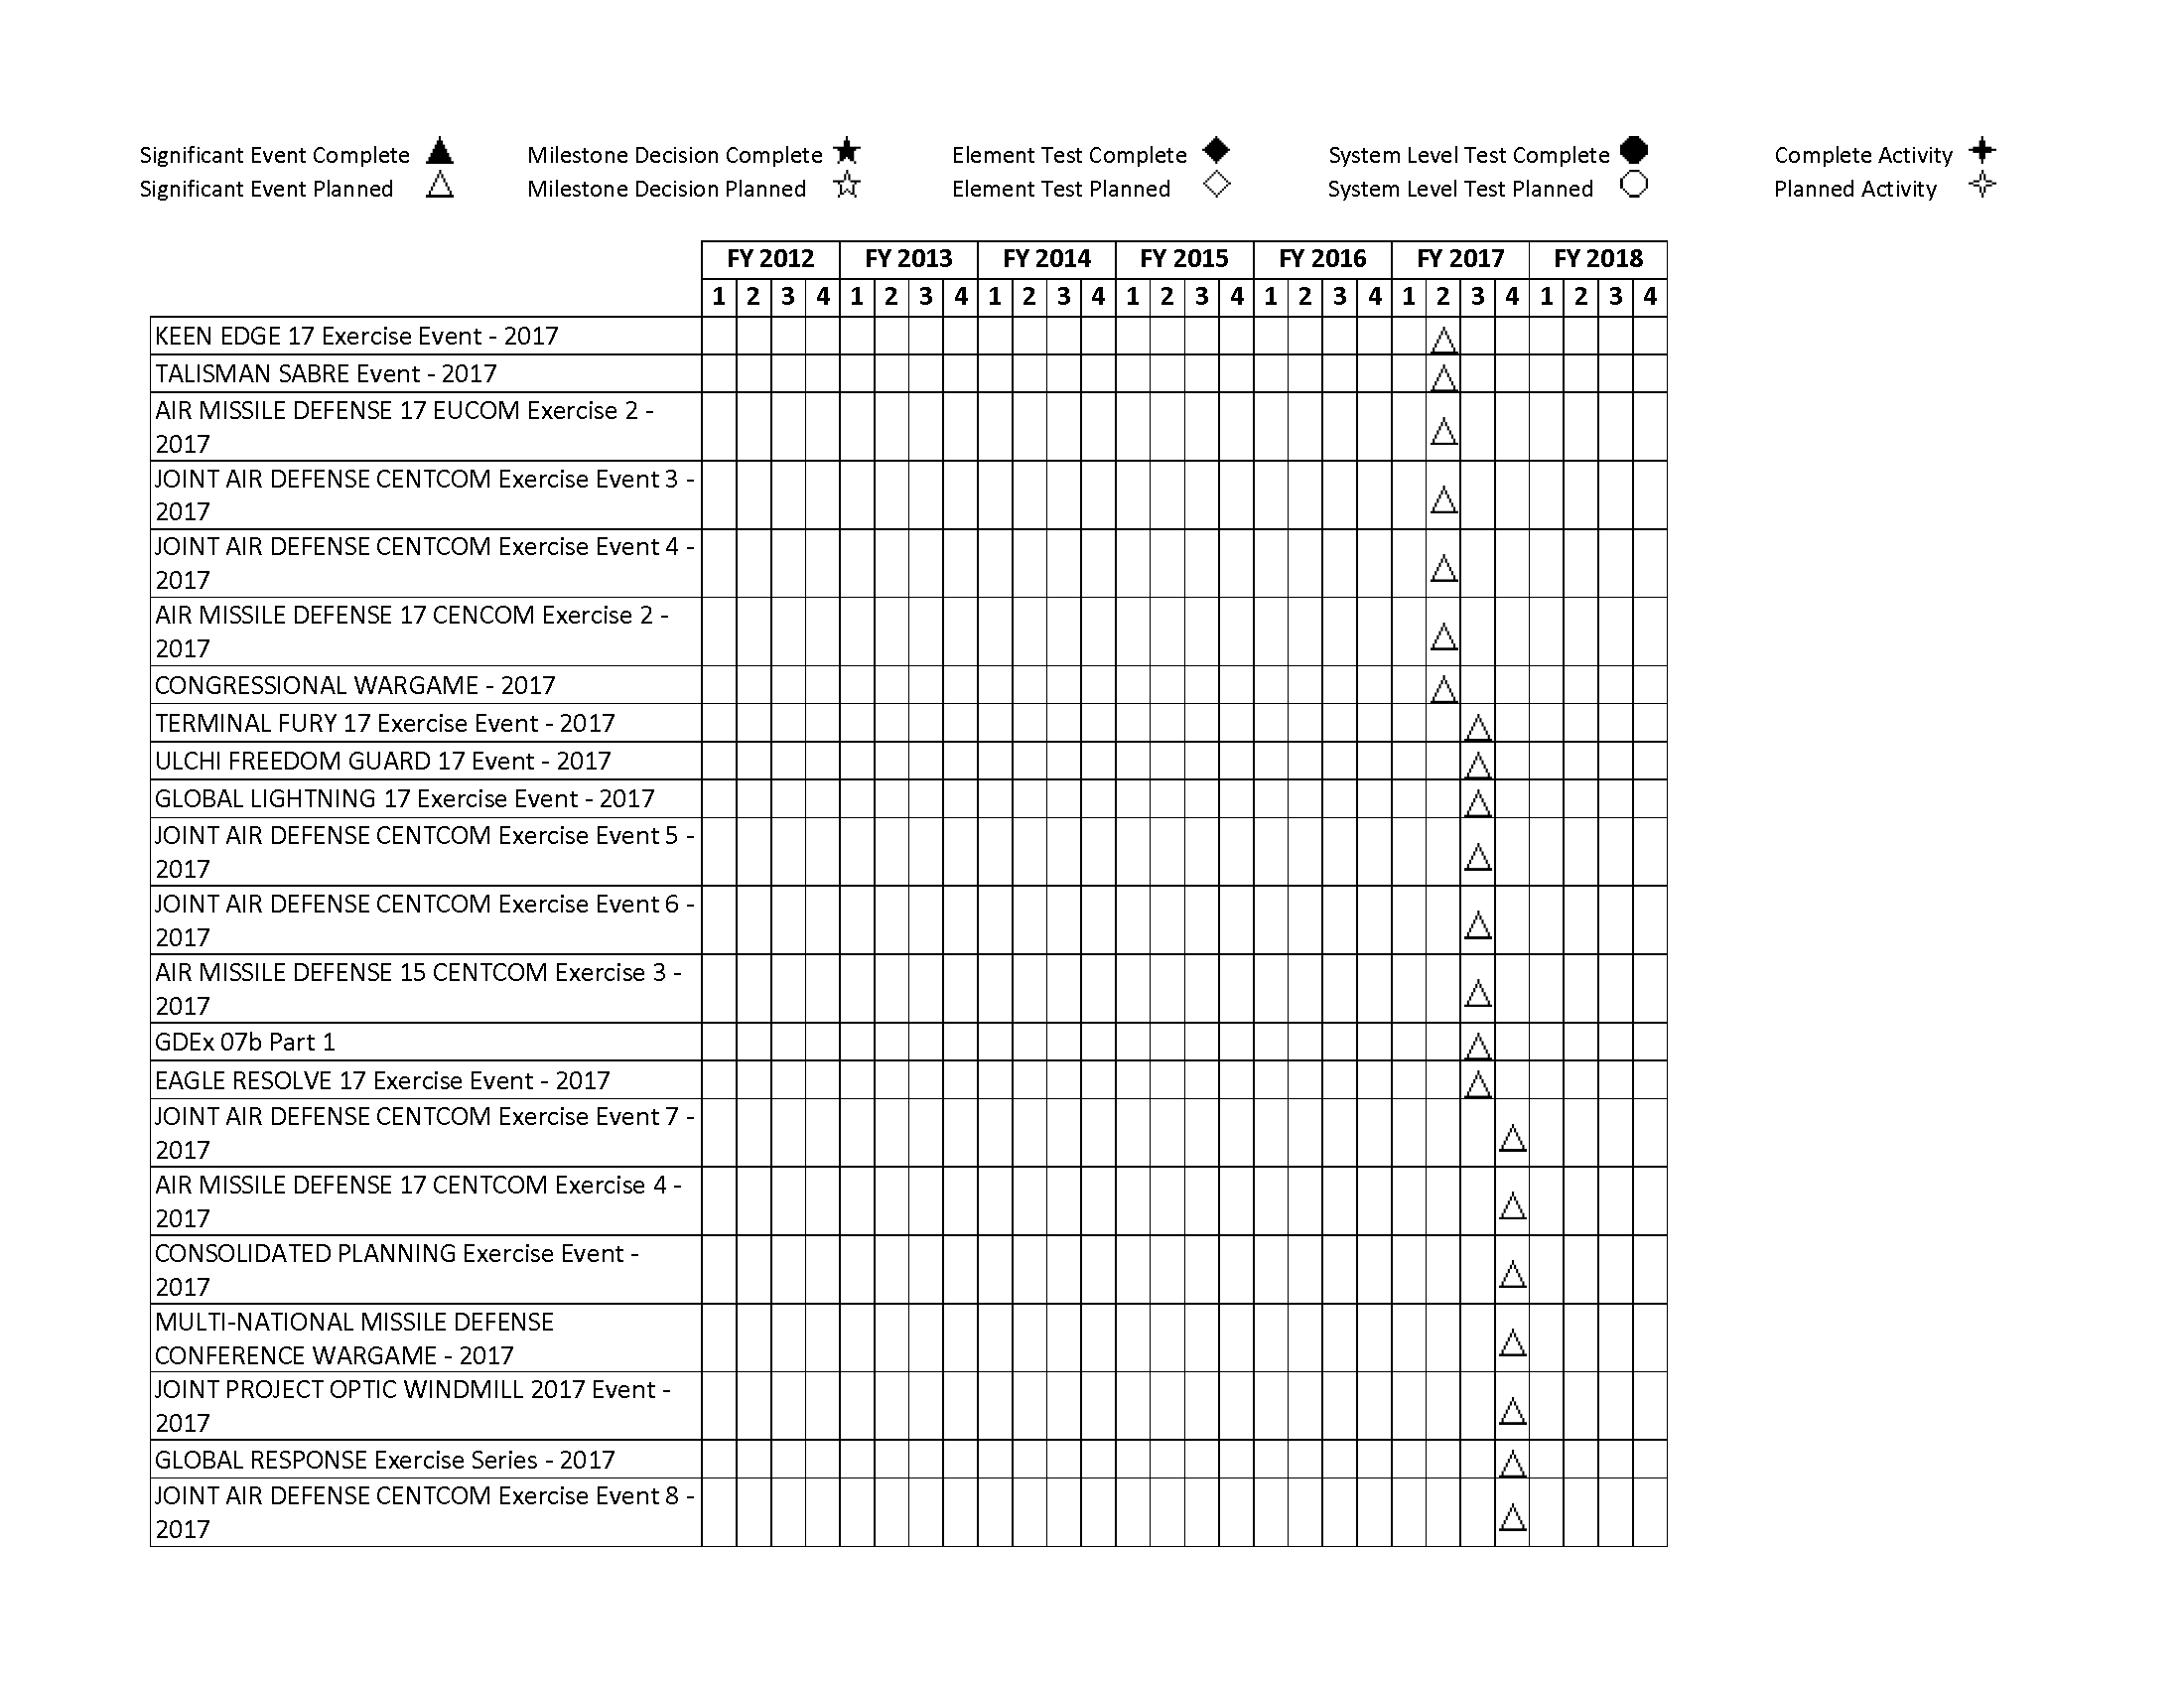 Significant Event Complete Milestone Decision Complete Element Test Complete System Level Test Complete Complete Activity
Significant Event Planned Milestone Decision Planned Element Test Planned System Level Test Planned Planned Activity
FY 2012 FY 2013 FY 2014 FY 2015 FY 2016 FY 2017 FY 2018
1 2 3 4 1 2 3 4 1 2 3 4 1 2 3 4 1 2 3 4 1 2 3 4 1 2 3 4
KEEN EDGE 17 Exercise Event - 2017
TALISMAN SABRE Event - 2017
AIR MISSILE DEFENSE 17 EUCOM Exercise 2 -
2017
JOINT AIR DEFENSE CENTCOM Exercise Event 3 -
2017
JOINT AIR DEFENSE CENTCOM Exercise Event 4 -
2017
AIR MISSILE DEFENSE 17 CENCOM Exercise 2 -
2017
CONGRESSIONAL WARGAME - 2017
TERMINAL FURY 17 Exercise Event - 2017
ULCHI FREEDOM GUARD 17 Event - 2017
GLOBAL LIGHTNING 17 Exercise Event - 2017
JOINT AIR DEFENSE CENTCOM Exercise Event 5 -
2017
JOINT AIR DEFENSE CENTCOM Exercise Event 6 -
2017
AIR MISSILE DEFENSE 15 CENTCOM Exercise 3 -
2017
GDEx 07b Part 1
EAGLE RESOLVE 17 Exercise Event - 2017
JOINT AIR DEFENSE CENTCOM Exercise Event 7 -
2017
AIR MISSILE DEFENSE 17 CENTCOM Exercise 4 -
2017
CONSOLIDATED PLANNING Exercise Event -
2017
MULTI-NATIONAL MISSILE DEFENSE
CONFERENCE WARGAME - 2017
JOINT PROJECT OPTIC WINDMILL 2017 Event -
2017
GLOBAL RESPONSE Exercise Series - 2017
JOINT AIR DEFENSE CENTCOM Exercise Event 8 -
2017